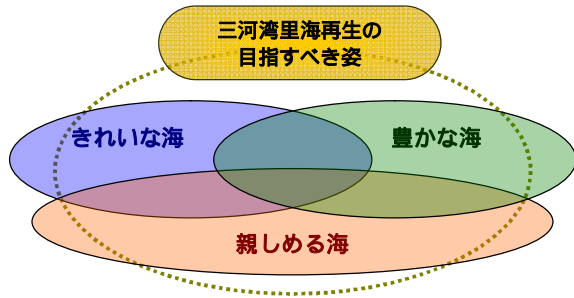 三河湾里海再生の
目指すべき姿
きれいな海
豊かな海
親しめる海